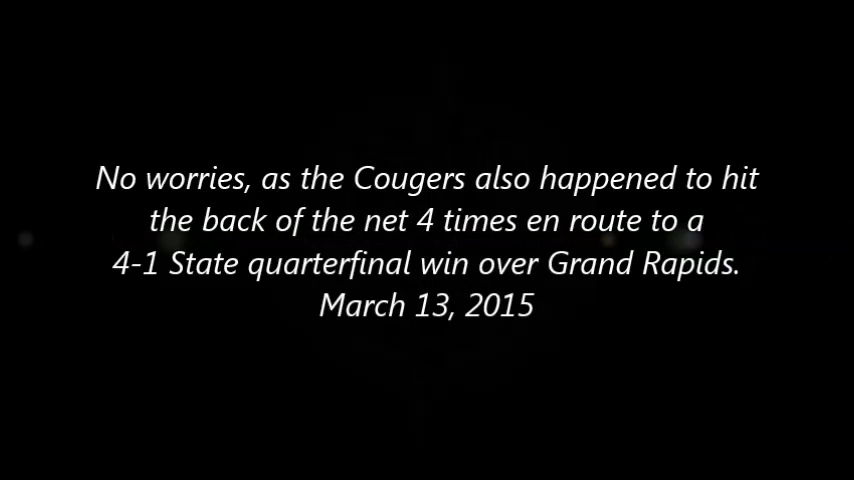 No worries, as the Cougers also happened to hit
the back of the net 4 times en route to a
4-1 State quarterfinal win over Grand Rapids.
March 13, 2015